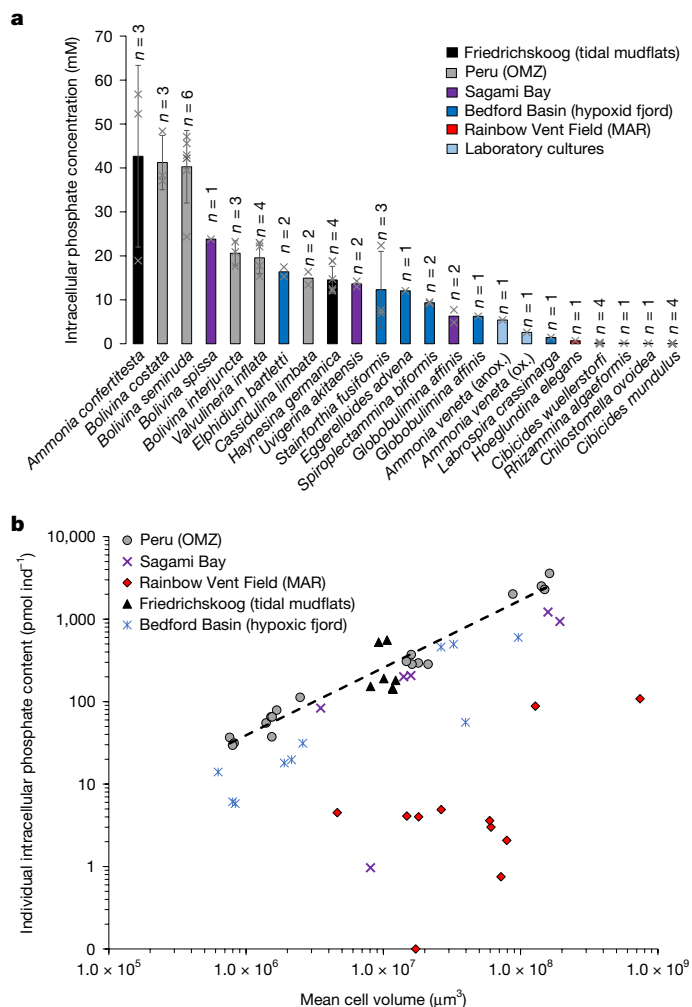 a
70
60
50
40
30
20
10
0
Intracellular phosphate concentration (mM)
n = 3
n = 3
n = 6
n = 1
n = 3
n = 4
n = 2
n = 2
n = 4
n = 2
n = 3
n = 1
n = 2
n = 2
n = 1
n = 1
n = 1
n = 1
n = 1
n = 4
n = 1
n = 1
n = 4
Friedrichskoog (tidal mudflats)
Peru (OMZ)
Sagami Bay
Bedford Basin (hypoxid fjord)
Rainbow Vent Field (MAR)
Laboratory cultures
Ammonia confertitesta
Bolivina costata
Bolivina seminuda
Bolivina spissa
Bolivina interjuncta
Valvulineria inflata
Elphidium bartletti
Cassidulina limbata
Haynesina germanica
Uvigerina akitaensis
Stainforthia fusiformis
Eggerelloides advena
Spiroplectammina biformis
Globobulimina affinis
Globobulimina affinis
Ammonia veneta (anox.)
Ammonia veneta (ox.)
Labrospira crassimarga
Hoeglundina elegans
Cibicides wuellerstorfi
Rhizammina algaeformis
Chilostomella ovoidea
Cibicides mundulus
b
10,000
1,000
100
10
1
0
Individual intracellular phosphate content (pmol ind⁻¹)
Peru (OMZ)
Sagami Bay
Rainbow Vent Field (MAR)
Friedrichskoog (tidal mudflats)
Bedford Basin (hypoxic fjord)
1.0 × 10⁵
1.0 × 10⁶
1.0 × 10⁷
1.0 × 10⁸
1.0 × 10⁹
Mean cell volume (μm³)